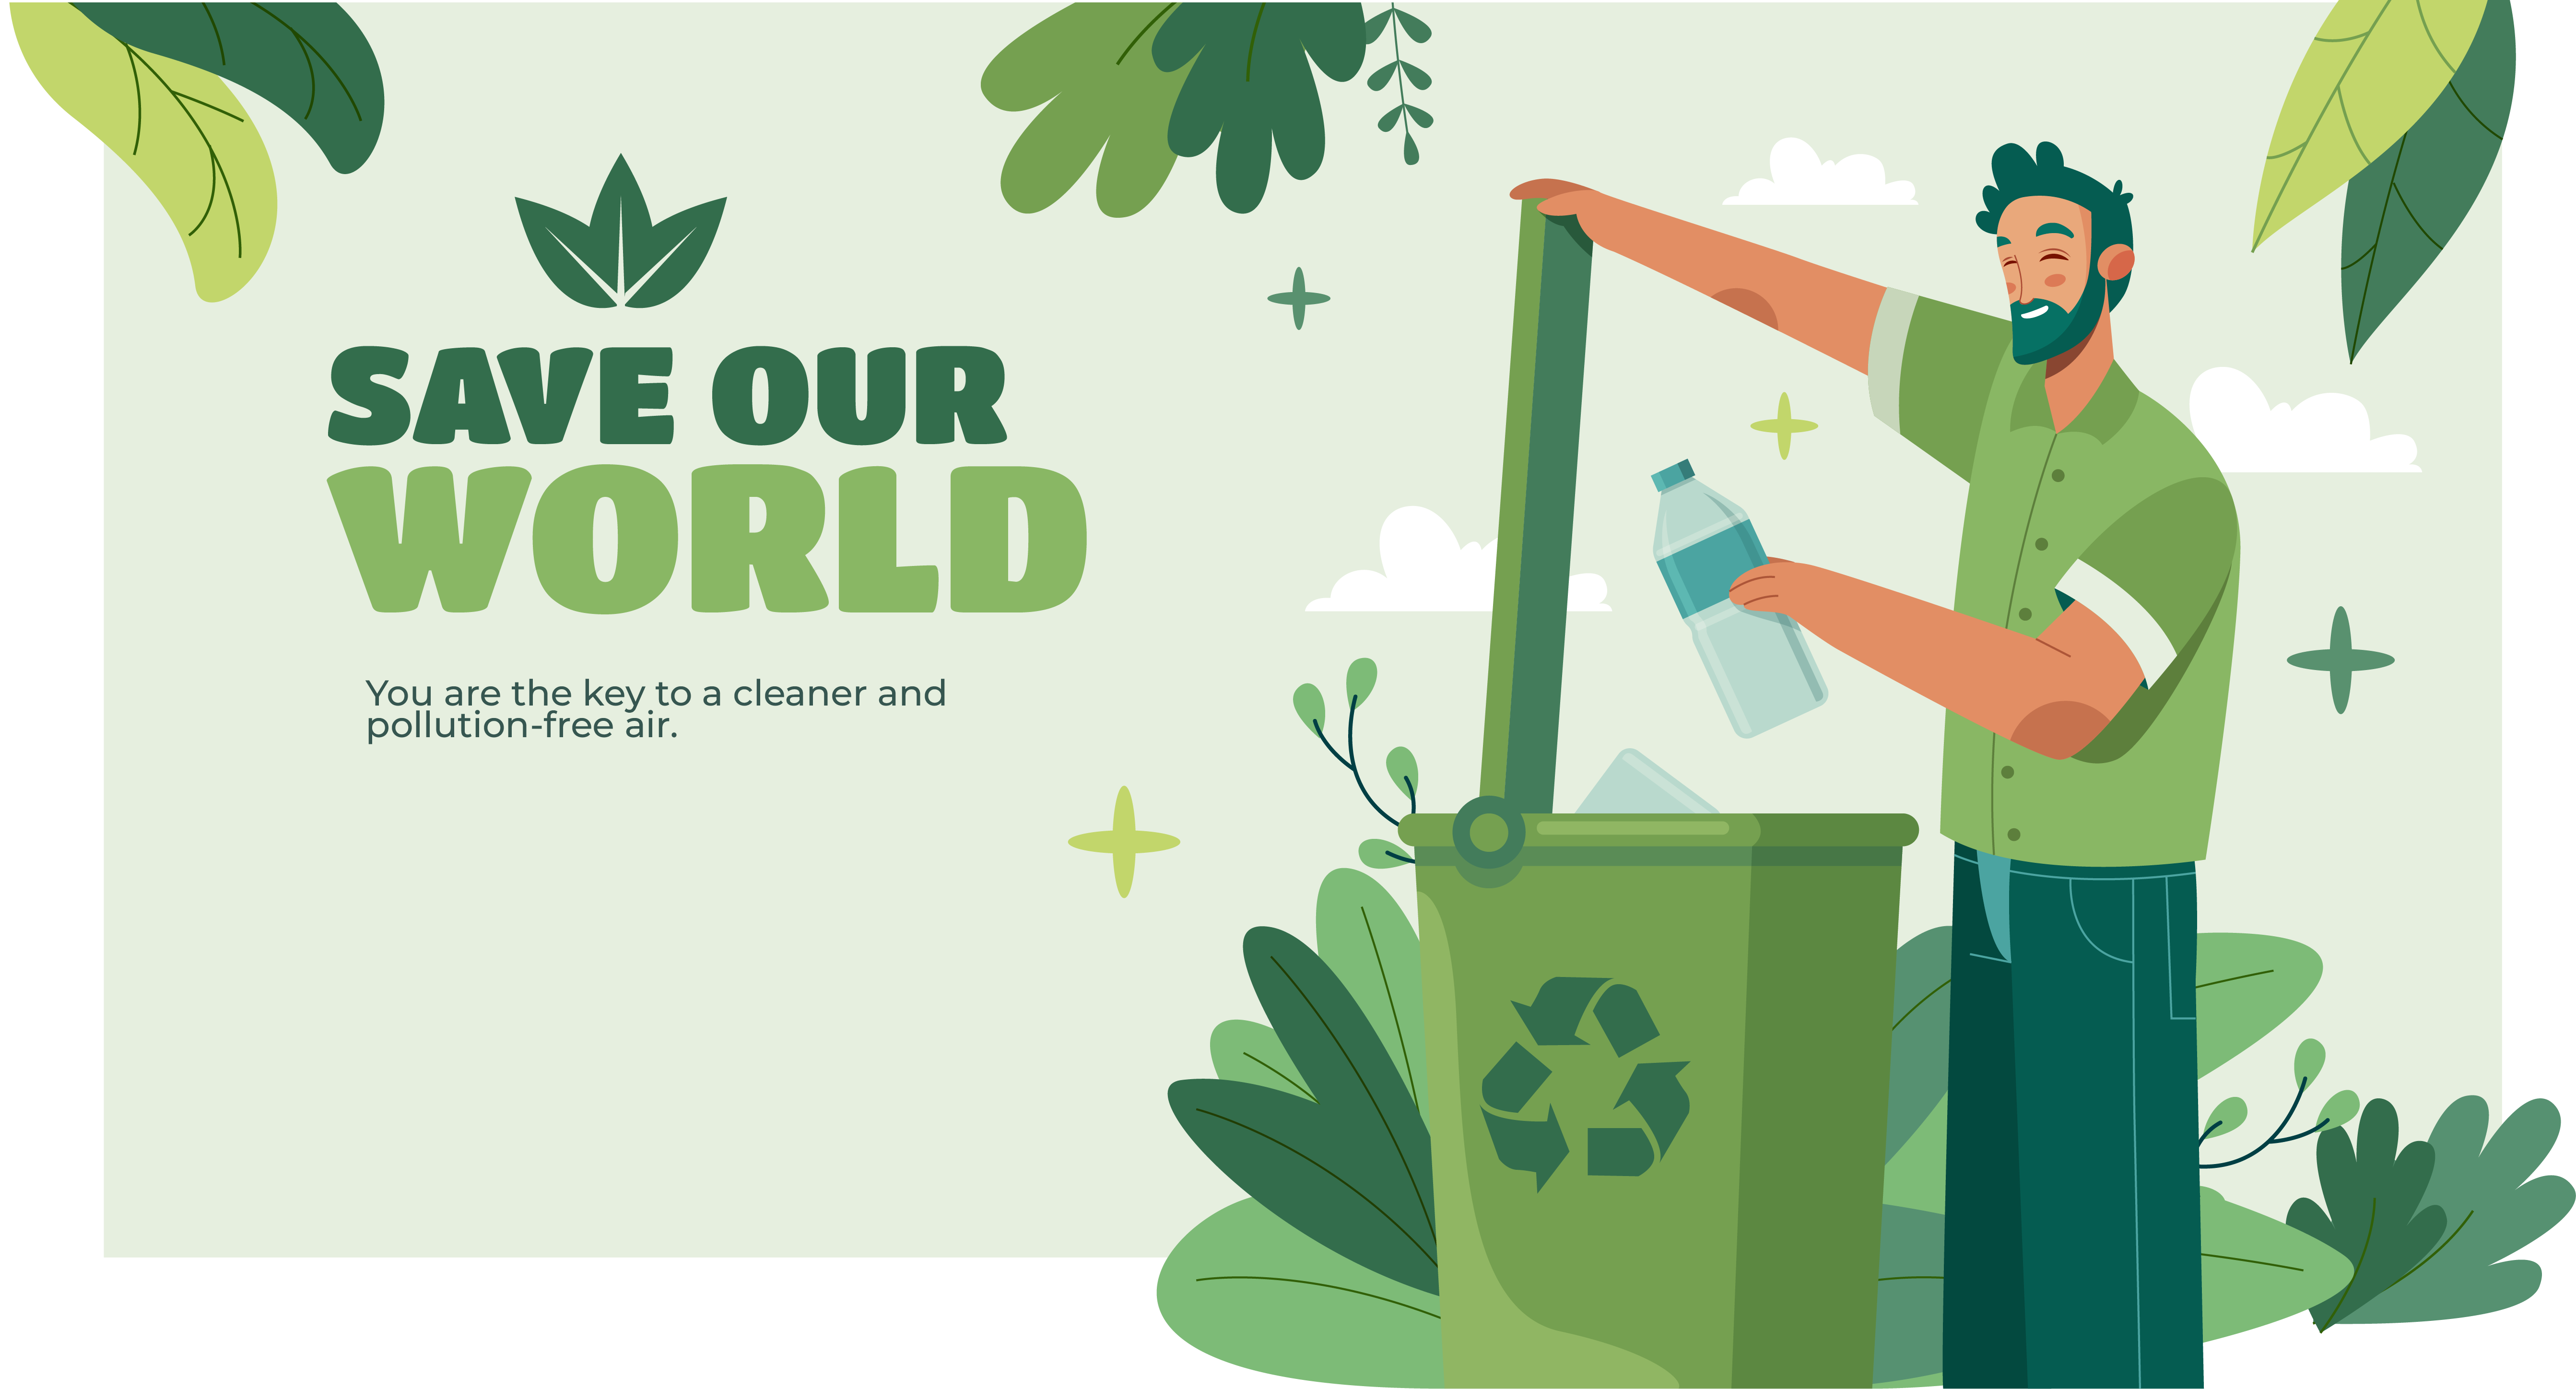 SAVE OUR
WORLD
You are the key to a cleaner and
pollution-free air.